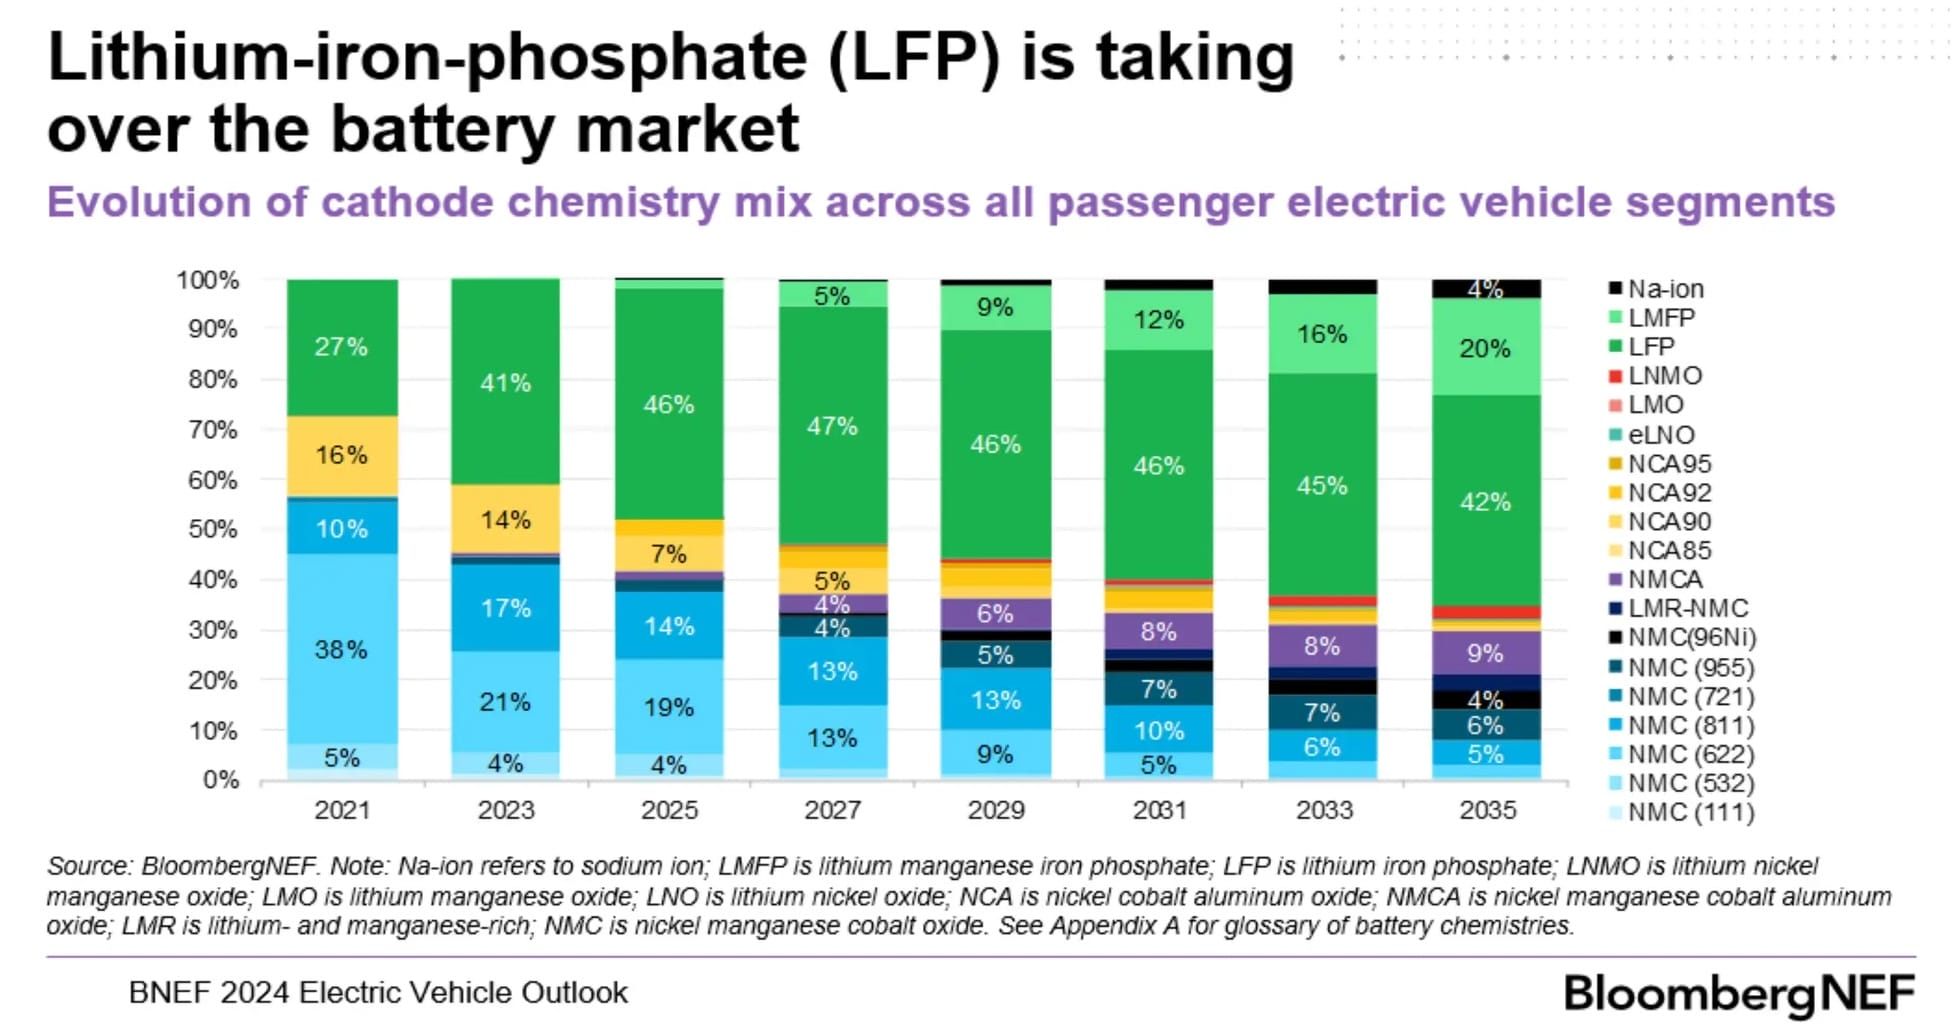 Lithium-iron-phosphate (LFP) is taking
over the battery market
Evolution of cathode chemistry mix across all passenger electric vehicle segments
100%
90%
80%
70%
60%
50%
40%
30%
20%
10%
0%
27%
16%
10%
38%
5%
2021
41%
14%
17%
21%
4%
2023
46%
7%
14%
19%
4%
2025
5%
47%
5%
4%
4%
13%
13%
2027
9%
46%
6%
5%
13%
9%
2029
12%
46%
8%
7%
10%
5%
2031
16%
45%
8%
7%
6%
2033
4%
20%
42%
9%
4%
6%
5%
2035
Na-ion
LMFP
LFP
LNMO
LMO
eLNO
NCA95
NCA92
NCA90
NCA85
NMCA
LMR-NMC
NMC(96Ni)
NMC (955)
NMC (721)
NMC (811)
NMC (622)
NMC (532)
NMC (111)
Source: BloombergNEF. Note: Na-ion refers to sodium ion; LMFP is lithium manganese iron phosphate; LFP is lithium iron phosphate; LNMO is lithium nickel
manganese oxide; LMO is lithium manganese oxide; LNO is lithium nickel oxide; NCA is nickel cobalt aluminum oxide; NMCA is nickel manganese cobalt aluminum
oxide; LMR is lithium- and manganese-rich; NMC is nickel manganese cobalt oxide. See Appendix A for glossary of battery chemistries.
BNEF 2024 Electric Vehicle Outlook
BloombergNEF